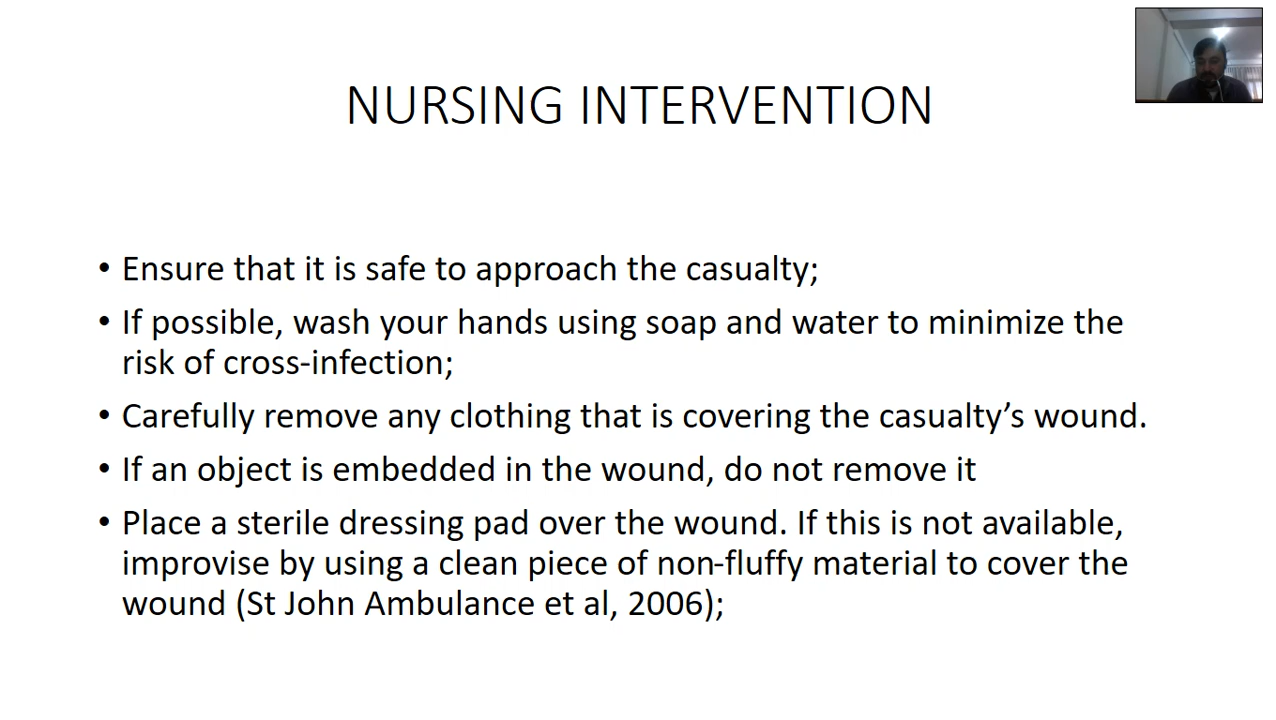 NURSING INTERVENTION
• Ensure that it is safe to approach the casualty;
• If possible, wash your hands using soap and water to minimize the
risk of cross-infection;
• Carefully remove any clothing that is covering the casualty’s wound.
• If an object is embedded in the wound, do not remove it
• Place a sterile dressing pad over the wound. If this is not available,
improvise by using a clean piece of non-fluffy material to cover the
wound (St John Ambulance et al, 2006);